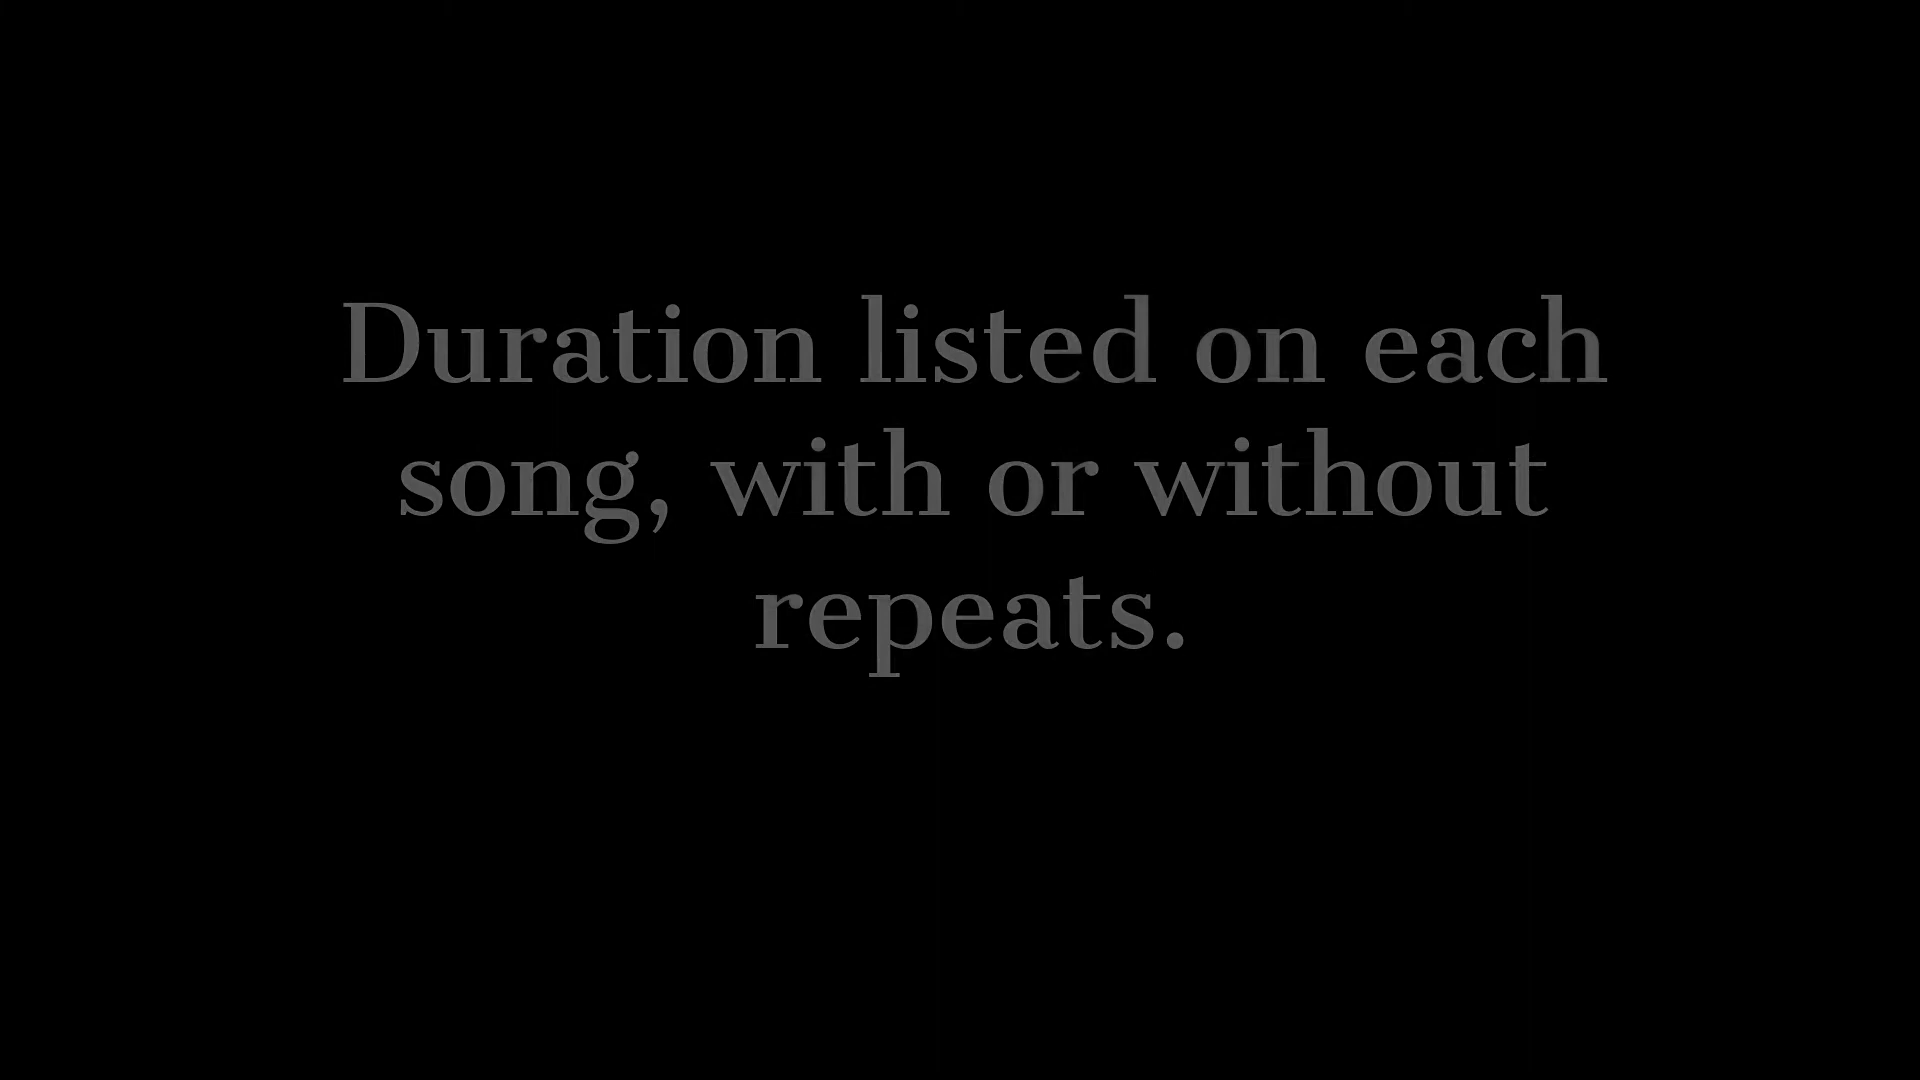 Duration listed on each
song, with or without
repeats.